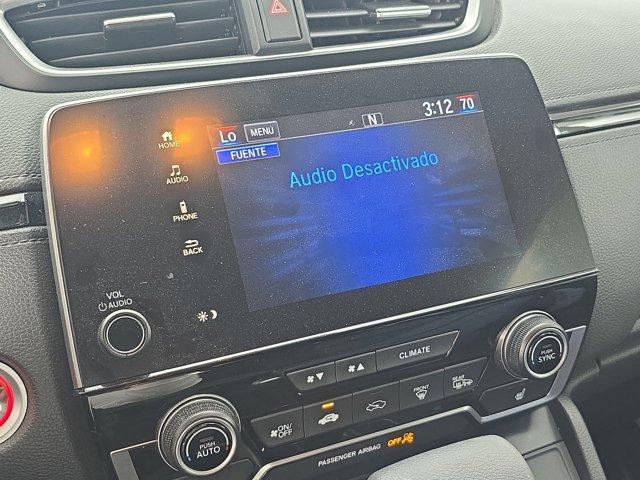 Lo MENÚ N 3:12 70
FUENTE
Audio Desactivado
HOME
AUDIO
PHONE
BACK
VOL
AUDIO
CLIMATE
PUSH
SYNC
FRONT
REAR
ON/
OFF
PUSH
AUTO
PASSENGER AIRBAG OFF